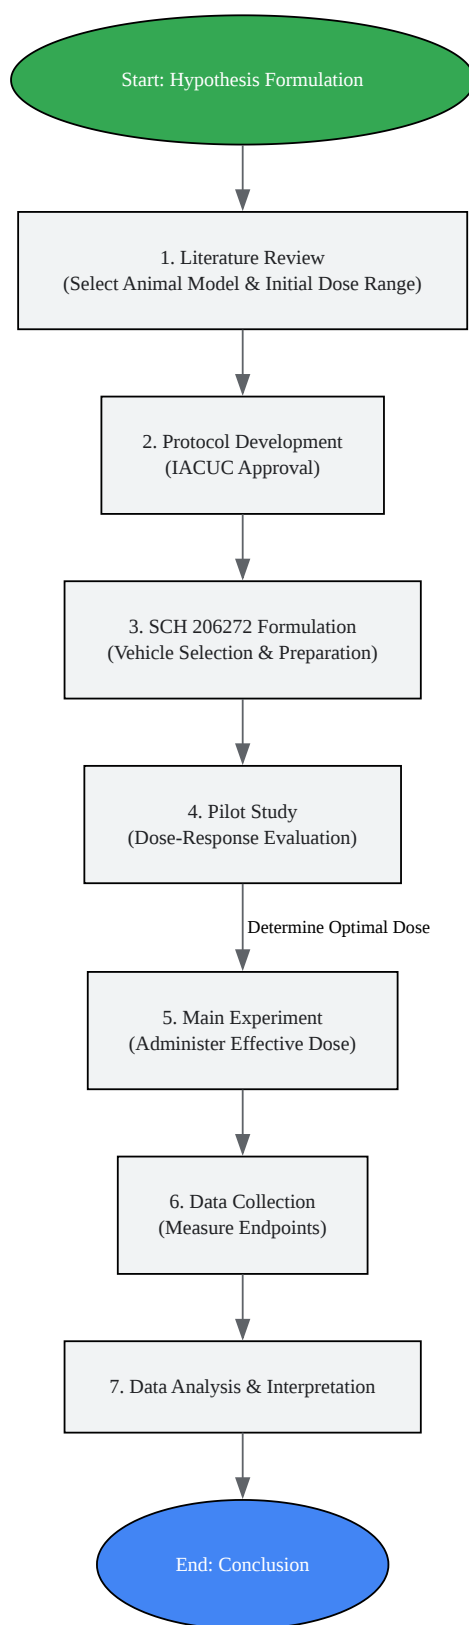 Start: Hypothesis Formulation
1. Literature Review
(Select Animal Model & Initial Dose Range)
2. Protocol Development
(IACUC Approval)
3. SCH 206272 Formulation
(Vehicle Selection & Preparation)
4. Pilot Study
(Dose-Response Evaluation)
Determine Optimal Dose
5. Main Experiment
(Administer Effective Dose)
6. Data Collection
(Measure Endpoints)
7. Data Analysis & Interpretation
End: Conclusion